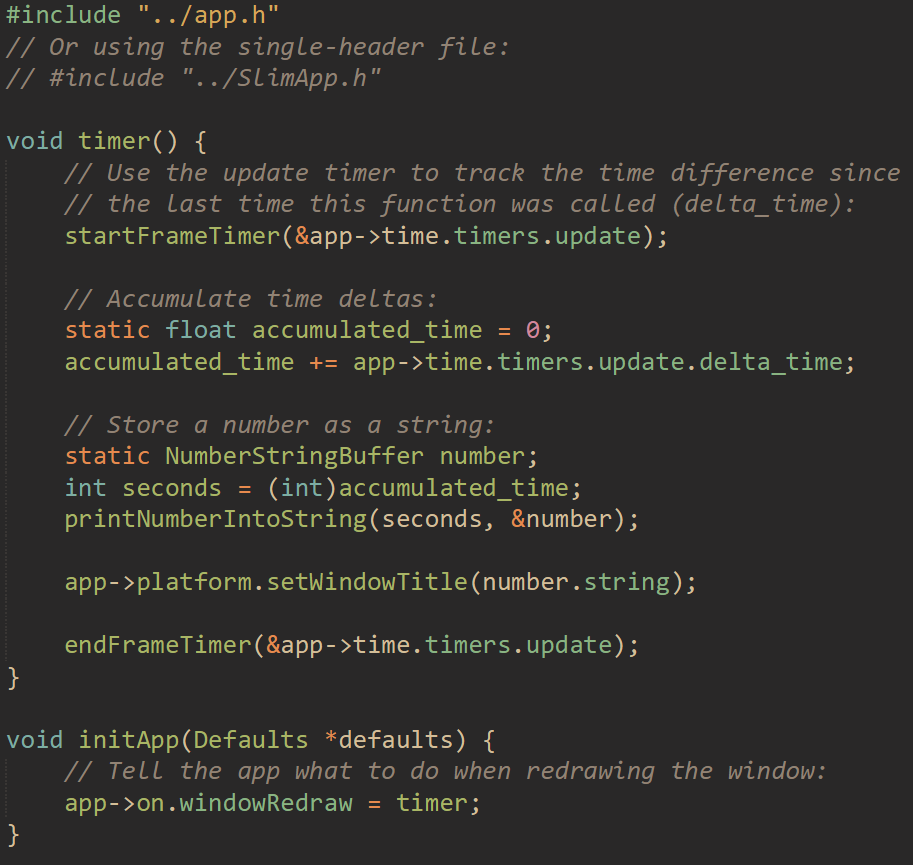 #include "../app.h"
// Or using the single-header file:
// #include "../SlimApp.h"

void timer() {
    // Use the update timer to track the time difference since
    // the last time this function was called (delta_time):
    startFrameTimer(&app->time.timers.update);

    // Accumulate time deltas:
    static float accumulated_time = 0;
    accumulated_time += app->time.timers.update.delta_time;

    // Store a number as a string:
    static NumberStringBuffer number;
    int seconds = (int)accumulated_time;
    printNumberIntoString(seconds, &number);

    app->platform.setWindowTitle(number.string);

    endFrameTimer(&app->time.timers.update);
}

void initApp(Defaults *defaults) {
    // Tell the app what to do when redrawing the window:
    app->on.windowRedraw = timer;
}